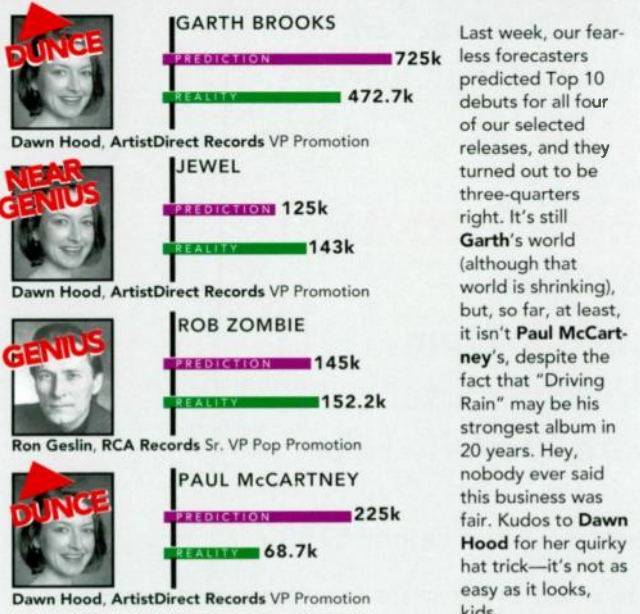 GARTH BROOKS
DUNCE
PREDICTION 725k
REALITY 472.7k
Dawn Hood, ArtistDirect Records VP Promotion
JEWEL
NEAR
GENIUS
PREDICTION 125k
REALITY 143k
Dawn Hood, ArtistDirect Records VP Promotion
ROB ZOMBIE
GENIUS
PREDICTION 145k
REALITY 152.2k
Ron Geslin, RCA Records Sr. VP Pop Promotion
PAUL McCARTNEY
DUNCE
PREDICTION 225k
REALITY 68.7k
Dawn Hood, ArtistDirect Records VP Promotion
Last week, our fear-
less forecasters
predicted Top 10
debuts for all four
of our selected
releases, and they
turned out to be
three-quarters
right. It's still
Garth's world
(although that
world is shrinking),
but, so far, at least,
it isn't Paul McCart-
ney's, despite the
fact that "Driving
Rain" may be his
strongest album in
20 years. Hey,
nobody ever said
this business was
fair. Kudos to Dawn
Hood for her quirky
hat trick—it's not as
easy as it looks,
kids.